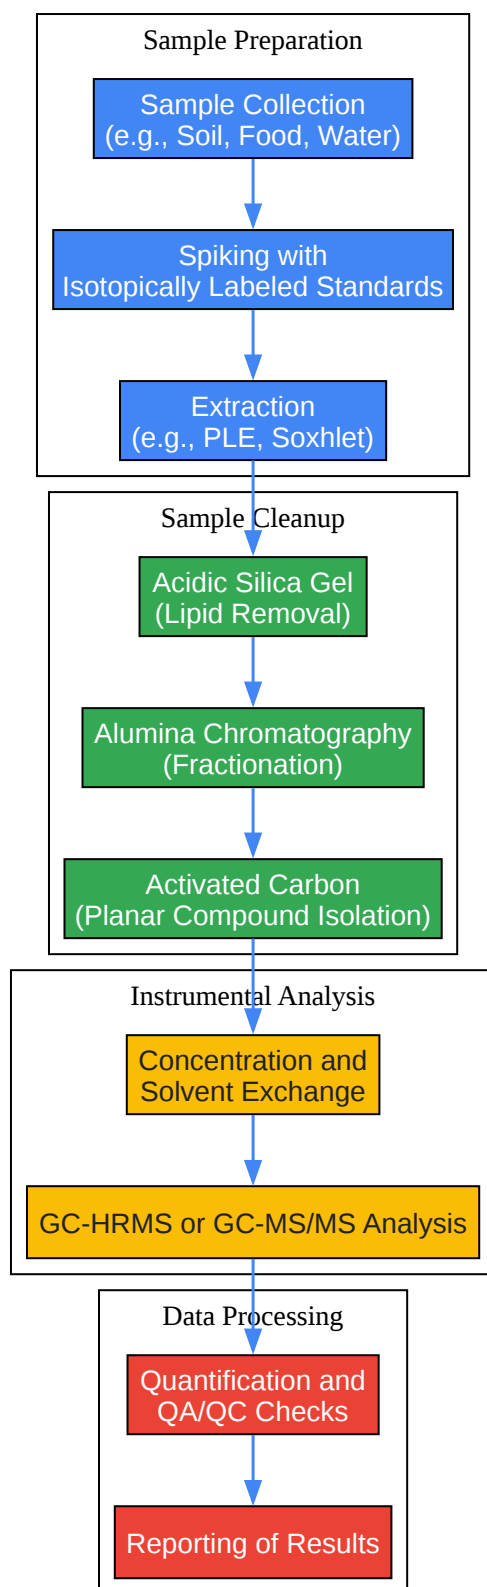 Sample Preparation
Sample Collection
(e.g., Soil, Food, Water)
Spiking with
Isotopically Labeled Standards
Extraction
(e.g., PLE, Soxhlet)
Sample Cleanup
Acidic Silica Gel
(Lipid Removal)
Alumina Chromatography
(Fractionation)
Activated Carbon
(Planar Compound Isolation)
Instrumental Analysis
Concentration and
Solvent Exchange
GC-HRMS or GC-MS/MS Analysis
Data Processing
Quantification and
QA/QC Checks
Reporting of Results